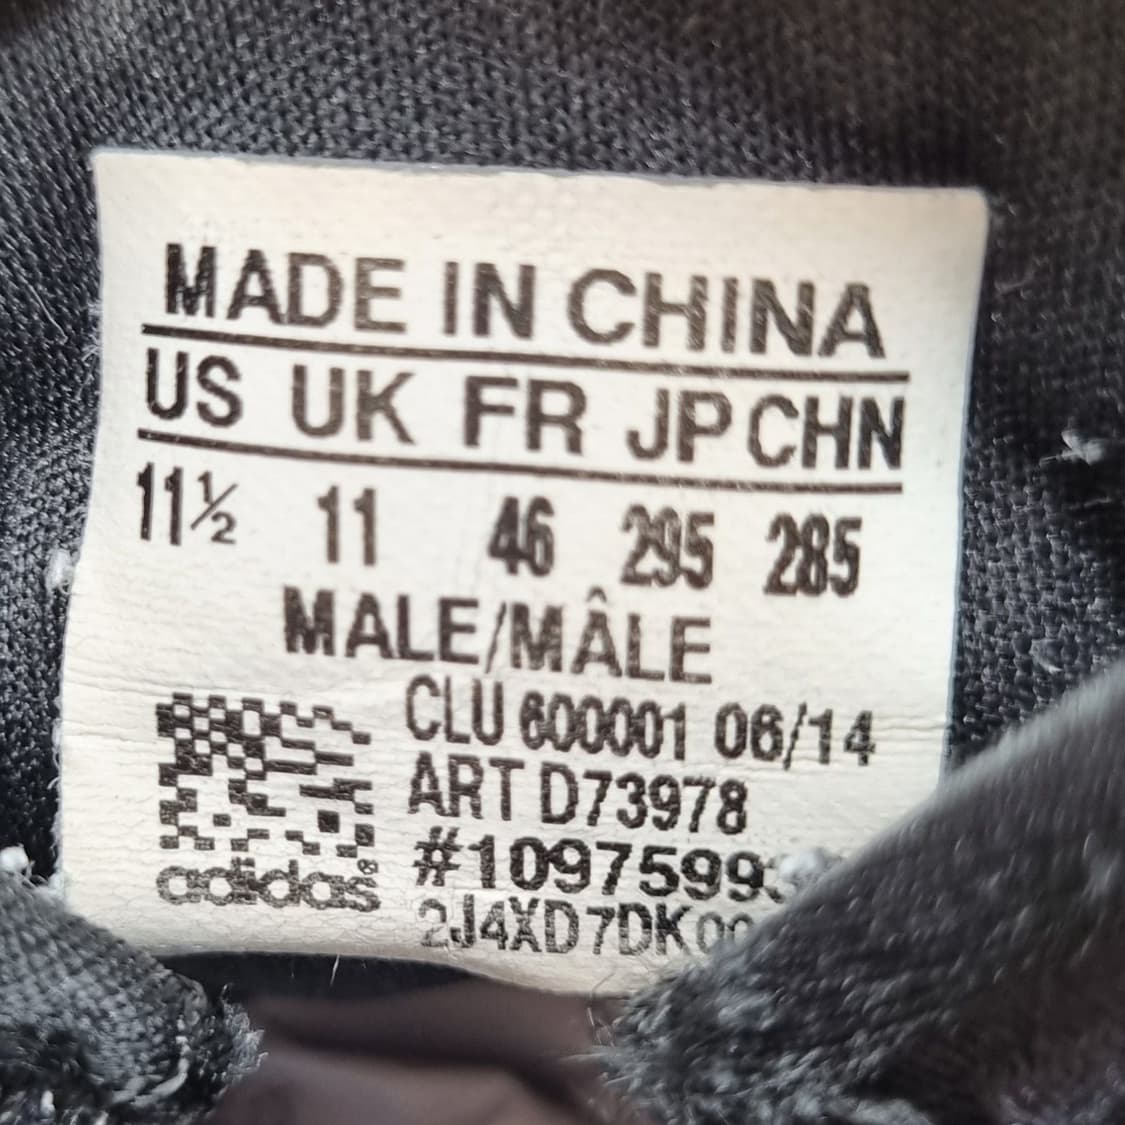 MADE IN CHINA
US UK FR JP CHN
11½ 11 46 295 285
MALE/MÂLE
CLU 600001 06/14
ART D73978
adidas®